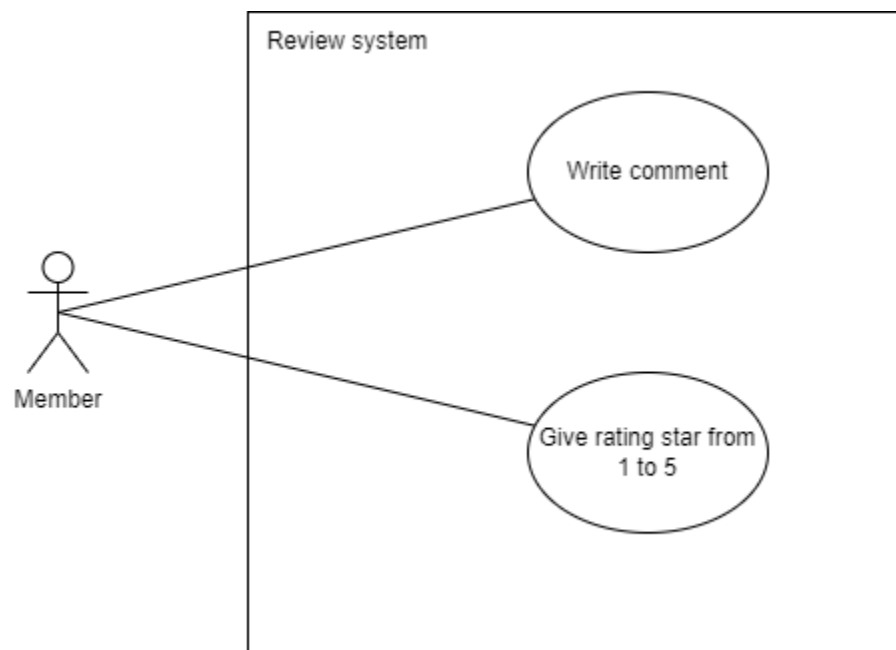 Review system
Write comment
Member
Give rating star from
1 to 5